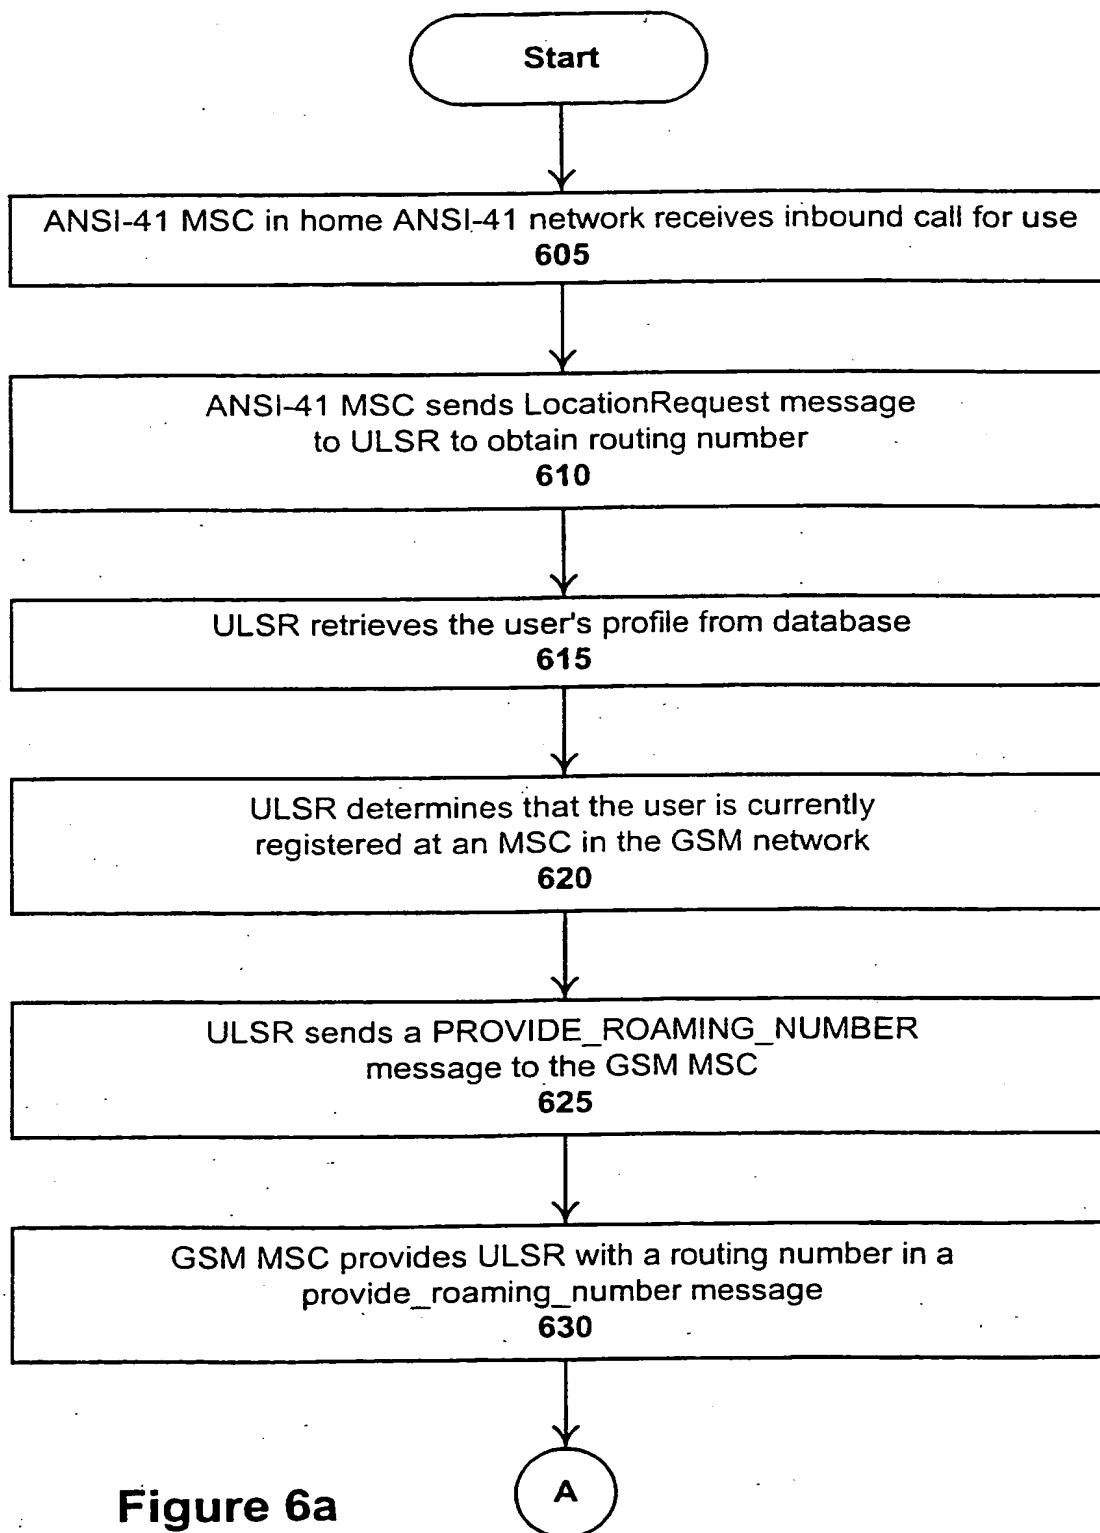 Start
ANSI-41 MSC in home ANSI-41 network receives inbound call for use
605
ANSI-41 MSC sends LocationRequest message
to ULSR to obtain routing number
610
ULSR retrieves the user's profile from database
615
ULSR determines that the user is currently
registered at an MSC in the GSM network
620
ULSR sends a PROVIDE_ROAMING_NUMBER
message to the GSM MSC
625
GSM MSC provides ULSR with a routing number in a
provide_roaming_number message
630
A
Figure 6a